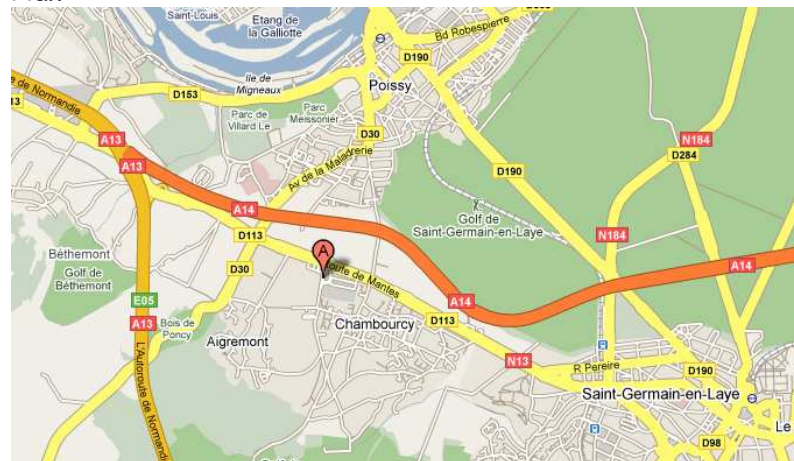 Saint-Louis
Etang de
la Galliotte
Bd Robespierre
D190
Ile de
Migneaux
Poissy
D153
de Normandie
13
Parc de
Villard Le
Parc
Meissonier
D30
A13
A13
Av de la Maladrerie
N184
D284
D190
A14
D113
Golf de
Saint-Germain-en-Laye
N184
Béthemont
Golf de
Béthemont
D30
A
Route de Mantes
A14
A14
E05
A13
Bois de
Poncy
Chambourcy
D113
Aigremont
L'Autoroute de Normandie
N13
R Pereire
D190
Saint-Germain-en-Laye
Le
D98